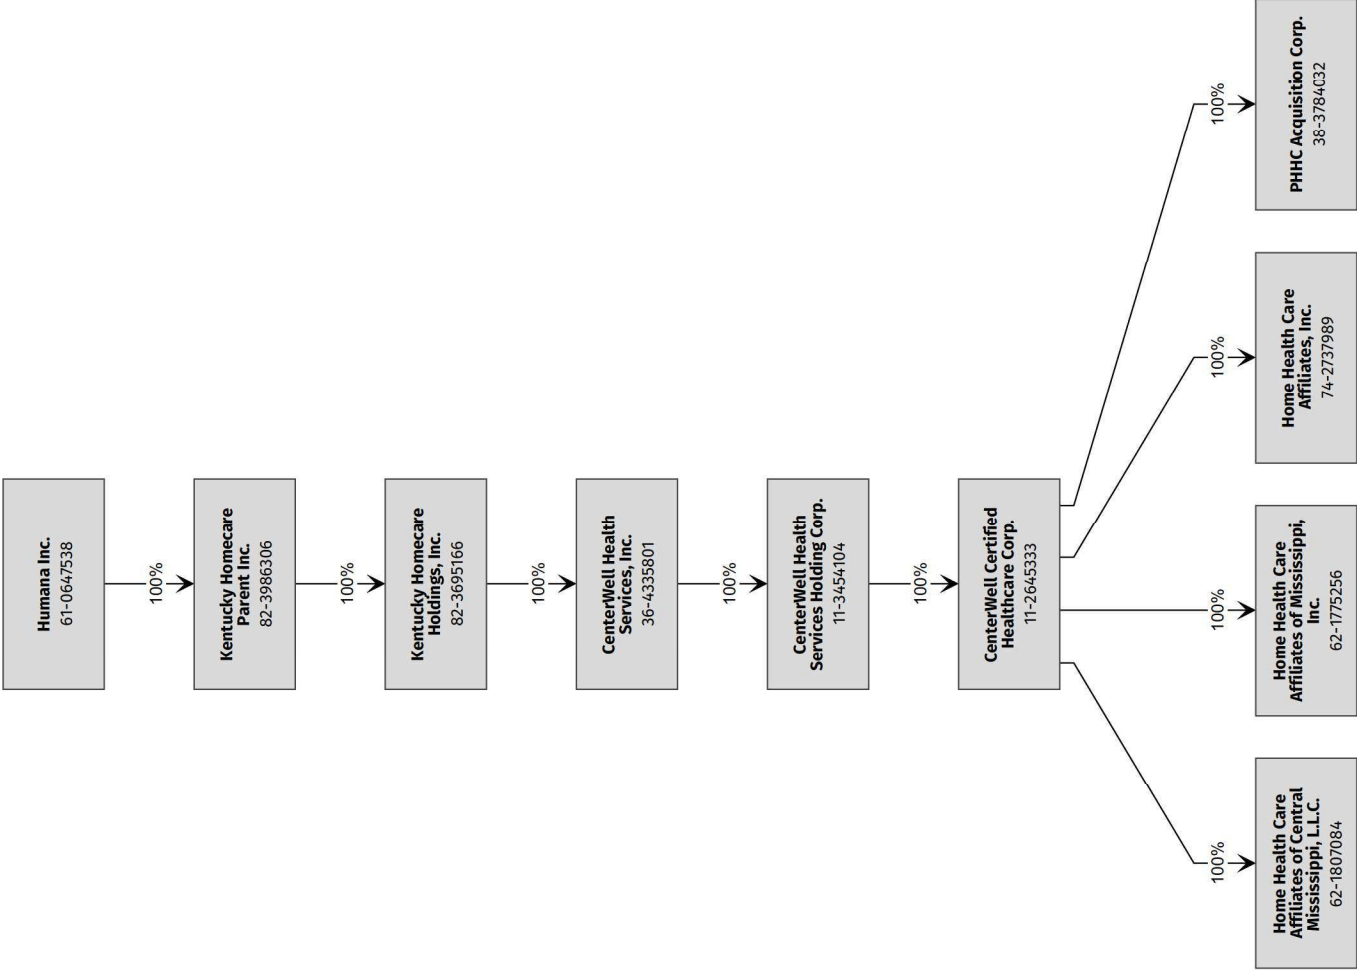 Humana Inc.
61-0647538
100%
Kentucky Homecare
Parent Inc.
82-3986306
100%
Kentucky Homecare
Holdings, Inc.
82-3695166
100%
CenterWell Health
Services, Inc.
36-4335801
100%
CenterWell Health
Services Holding Corp.
11-3454104
100%
CenterWell Certified
Healthcare Corp.
11-2645333
100%
100%
100%
100%
Home Health Care
Affiliates of Central
Mississippi, L.L.C.
62-1807084
Home Health Care
Affiliates of Mississippi,
Inc.
62-1775256
Home Health Care
Affiliates, Inc.
74-2737989
PHHC Acquisition Corp.
38-3784032